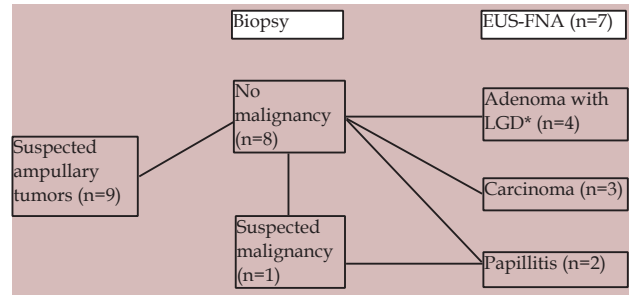 Biopsy
EUS-FNA (n=7)
No
malignancy
(n=8)
Adenoma with
LGD* (n=4)
Suspected
ampullary
tumors (n=9)
Carcinoma (n=3)
Suspected
malignancy
(n=1)
Papillitis (n=2)